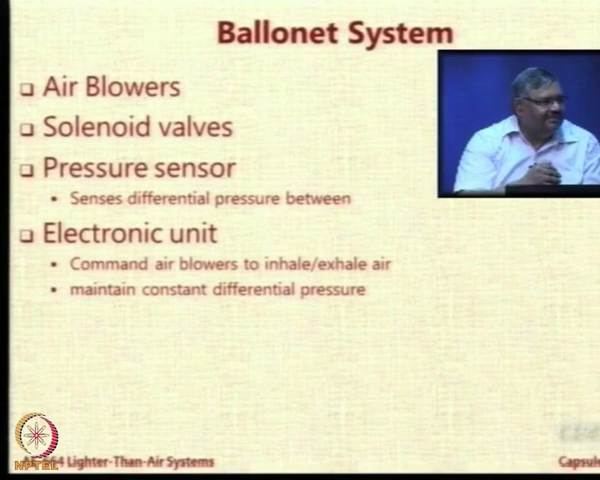 Ballonet System
Air Blowers
Solenoid valves
Pressure sensor
Senses differential pressure between
Electronic unit
Command air blowers to inhale/exhale air
maintain constant differential pressure
NPTEL
664 Lighter-Than-Air Systems
Capsule